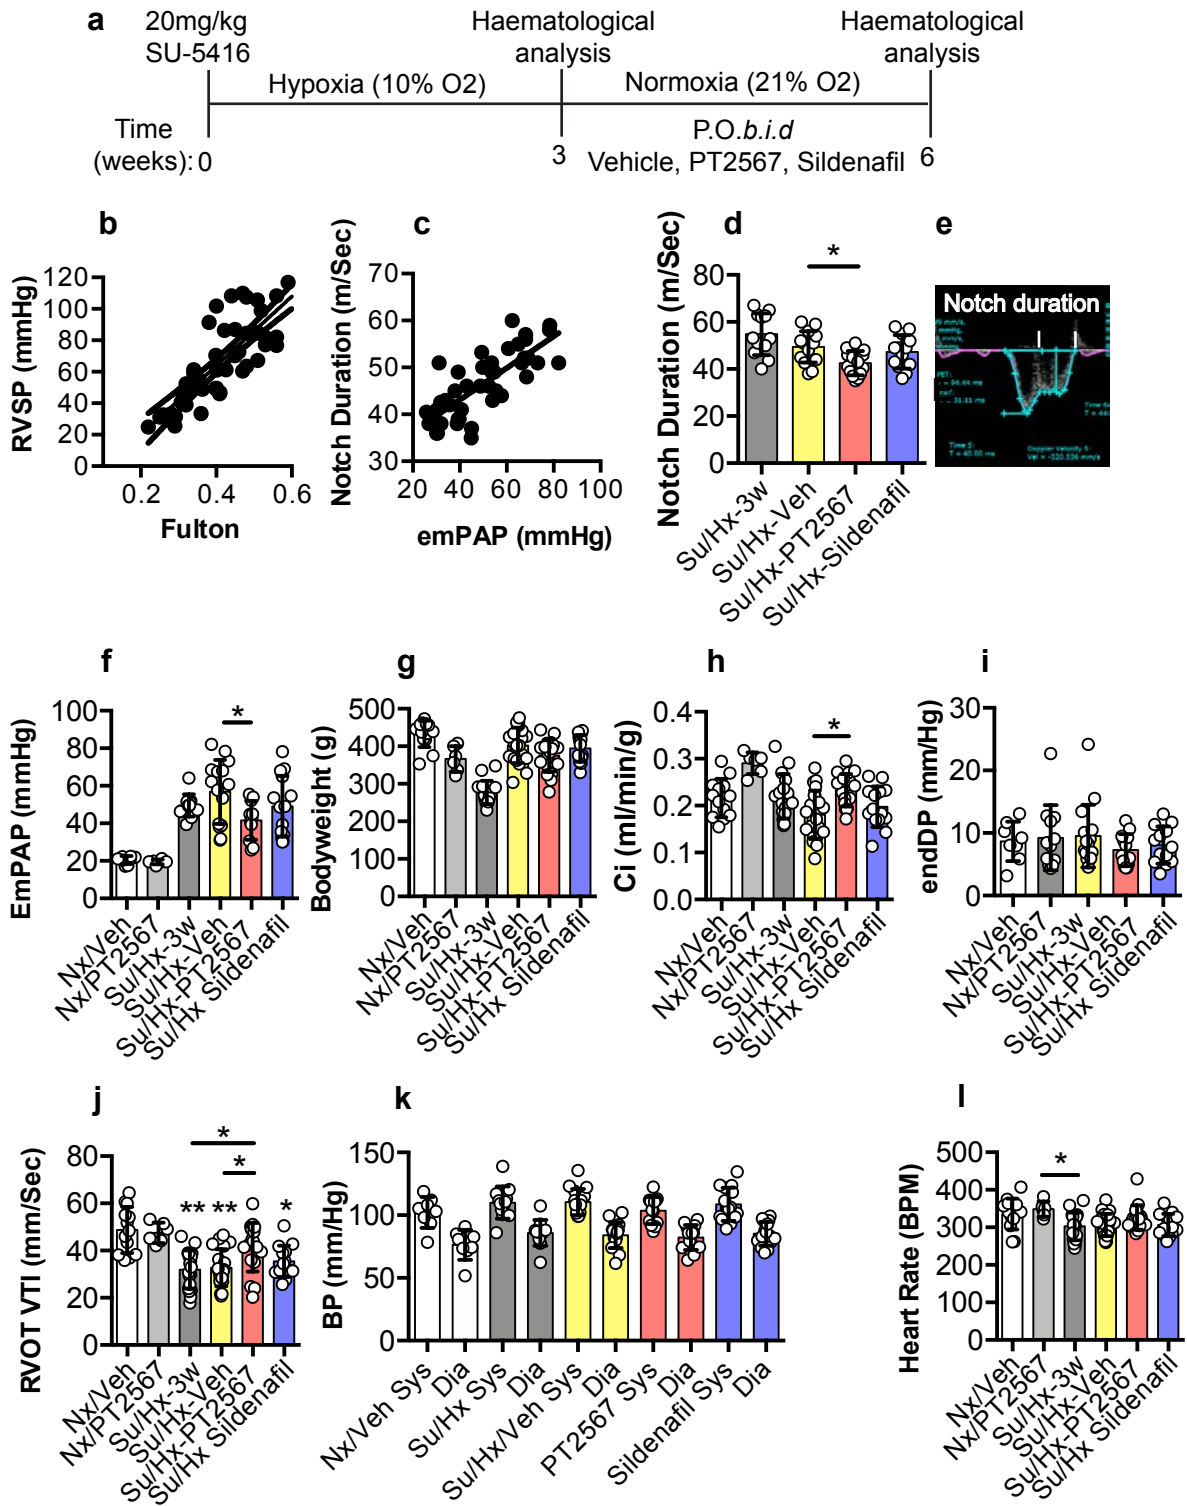 a
20mg/kg
SU-5416
Haematological
analysis
Haematological
analysis
Hypoxia (10% O2)
Normoxia (21% O2)
Time
(weeks): 0
3
P.O.b.i.d
Vehicle, PT2567, Sildenafil
6
b
RVSP (mmHg)
120
100
80
60
40
20
0
0.2
0.4
0.6
Fulton
c
Notch Duration (m/Sec)
70
60
50
40
30
20
40
60
80
100
emPAP (mmHg)
d
Notch Duration (m/Sec)
80
60
40
20
0
*
Su/Hx-3w
Su/Hx-Veh
Su/Hx-PT2567
Su/Hx-Sildenafil
e
Notch duration
f
EmPAP (mmHg)
100
80
60
40
20
0
*
Nx/Veh
Nx/PT2567
Su/Hx-3w
Su/Hx-Veh
Su/Hx-PT2567
Su/Hx Sildenafil
g
Bodyweight (g)
500
400
300
200
100
0
Nx/Veh
Nx/PT2567
Su/Hx-3w
Su/Hx-Veh
Su/Hx-PT2567
Su/Hx Sildenafil
h
Ci (ml/min/g)
0.4
0.3
0.2
0.1
0.0
*
Nx/Veh
Nx/PT2567
Su/Hx-3w
Su/Hx-Veh
Su/Hx-PT2567
Su/Hx Sildenafil
i
endDP (mm/Hg)
30
20
10
0
Nx/Veh
Nx/PT2567
Su/Hx-3w
Su/Hx-Veh
Su/Hx-PT2567
Su/Hx Sildenafil
j
RVOT VTI (mm/Sec)
80
60
40
20
0
*
*
**
**
*
Nx/Veh
Nx/PT2567
Su/Hx-3w
Su/Hx-Veh
Su/Hx-PT2567
Su/Hx Sildenafil
k
BP (mm/Hg)
150
100
50
0
Nx/Veh Sys
Dia
Su/Hx Sys
Dia
Su/Hx/Veh Sys
Dia
PT2567 Sys
Dia
Sildenafil Sys
Dia
l
Heart Rate (BPM)
500
400
300
200
100
0
*
Nx/Veh
Nx/PT2567
Su/Hx-3w
Su/Hx-Veh
Su/Hx-PT2567
Su/Hx Sildenafil